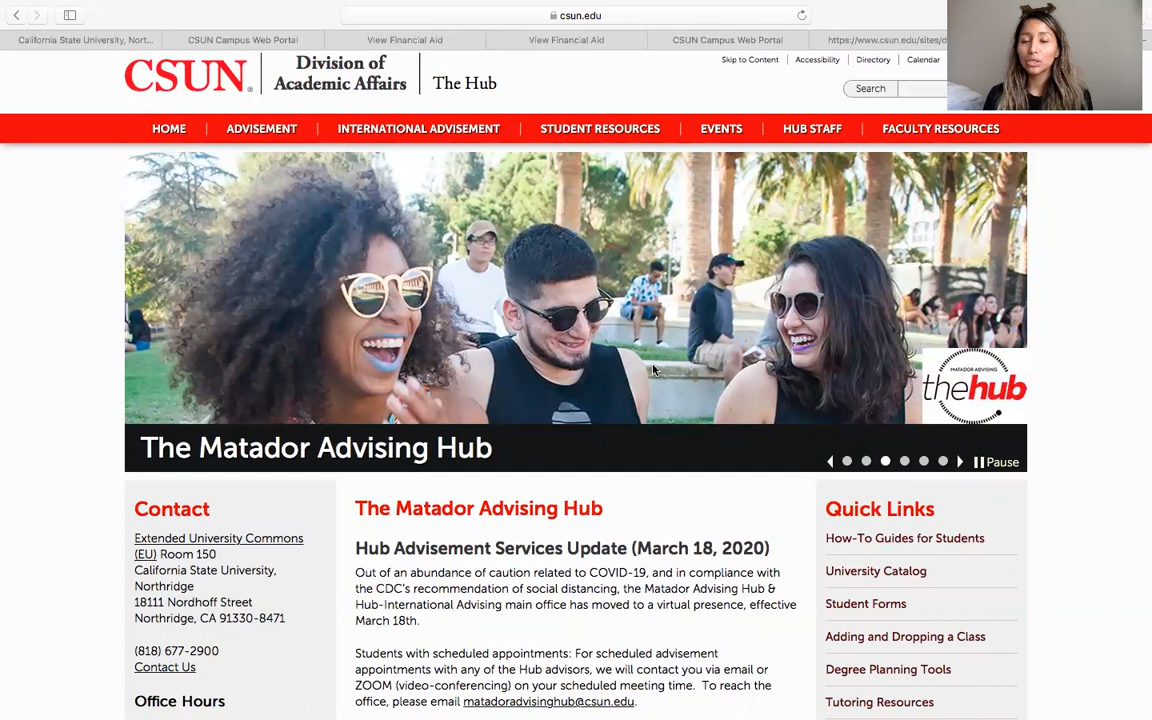 csun.edu
California State University, Nort...
CSUN Campus Web Portal
View Financial Aid
View Financial Aid
CSUN Campus Web Portal
https://www.csun.edu/sites/d
CSUN
Division of
Academic Affairs
The Hub
Skip to Content
Accessibility
Directory
Calendar
Search
HOME
ADVISEMENT
INTERNATIONAL ADVISEMENT
STUDENT RESOURCES
EVENTS
HUB STAFF
FACULTY RESOURCES
MATADOR ADVISING
thehub
The Matador Advising Hub
Pause
Contact
Extended University Commons
(EU) Room 150
California State University,
Northridge
18111 Nordhoff Street
Northridge, CA 91330-8471
(818) 677-2900
Contact Us
Office Hours
The Matador Advising Hub
Hub Advisement Services Update (March 18, 2020)
Out of an abundance of caution related to COVID-19, and in compliance with
the CDC's recommendation of social distancing, the Matador Advising Hub &
Hub-International Advising main office has moved to a virtual presence, effective
March 18th.
Students with scheduled appointments: For scheduled advisement
appointments with any of the Hub advisors, we will contact you via email or
ZOOM (video-conferencing) on your scheduled meeting time. To reach the
office, please email matadoradvisinghub@csun.edu.
Quick Links
How-To Guides for Students
University Catalog
Student Forms
Adding and Dropping a Class
Degree Planning Tools
Tutoring Resources